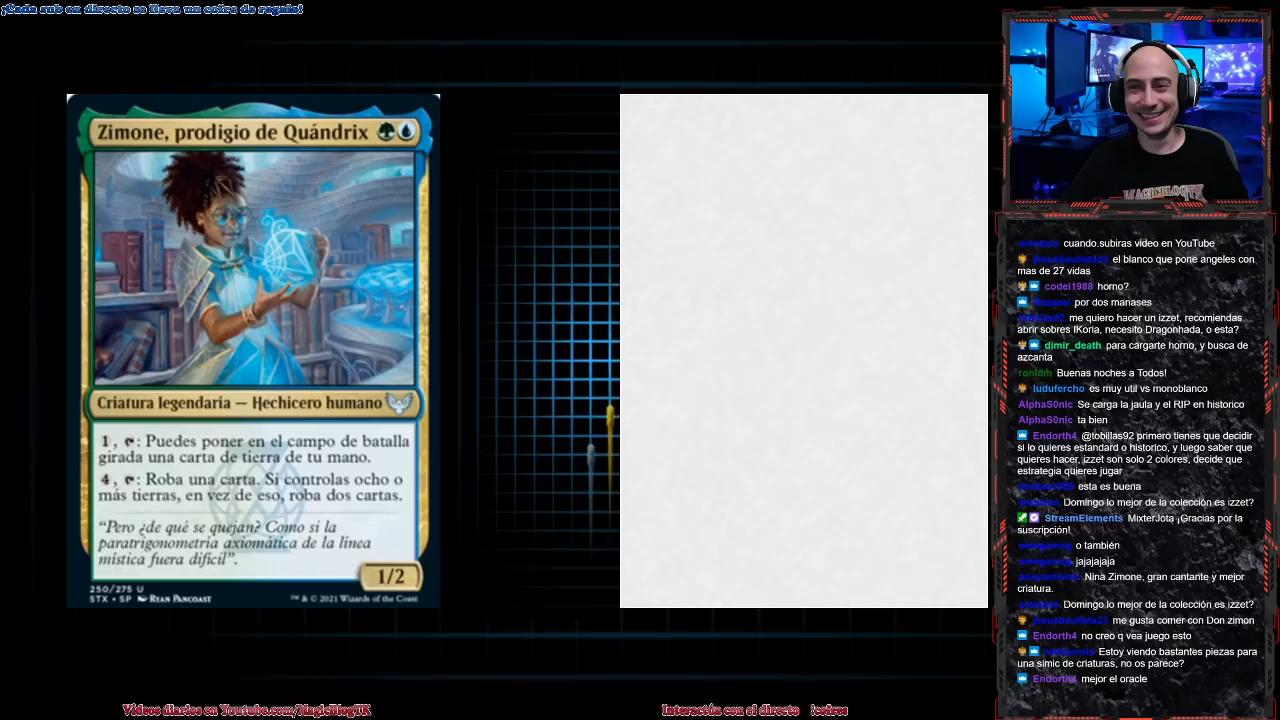 ¡Cada sub en directo se lleva un cofre de regalo!
Zimone, prodigio de Quándrix
Criatura legendaria — Hechicero humano
1, : Puedes poner en el campo de batalla
girada una carta de tierra de tu mano.
4, : Roba una carta. Si controlas ocho o
más tierras, en vez de eso, roba dos cartas.
“Pero ¿de qué se quejan? Como si la
paratrigonometría axiomática de la línea
mística fuera difícil”.
1/2
250/275 U
STX • SP Ryan Pancoast
™ & © 2021 Wizards of the Coast
Vídeos diarios en Youtube.com/MagicBlogTK
Interactúa con el directo !cofres
MAGICBLOGTK
cuando.subiras video en YouTube
el blanco que pone angeles con
mas de 27 vidas
codel1988 horno?
por dos manases
me quiero hacer un izzet, recomiendas
abrir sobres IKoria, necesito Dragonhada, o esta?
dimir_death para cargarte horno, y busca de
azcanta
ronldm Buenas noches a Todos!
ludufercho es muy util vs monoblanco
AlphaS0nic Se carga la jaula y el RIP en historico
AlphaS0nic ta bien
Endorth4 @tobillas92 primero tienes que decidir
si lo quieres estandard o historico, y luego saber que
quieres hacer, izzet son solo 2 colores, decide que
estrategia quieres jugar
esta es buena
Domingo lo mejor de la colección es izzet?
StreamElements MixterJota ¡Gracias por la
suscripción!
o también
jajajajaja
Nina Zimone, gran cantante y mejor
criatura.
Domingo lo mejor de la colección es izzet?
me gusta comer con Don zimon
Endorth4 no creo q vea juego esto
Estoy viendo bastantes piezas para
una simic de criaturas, no os parece?
Endorth4 mejor el oracle